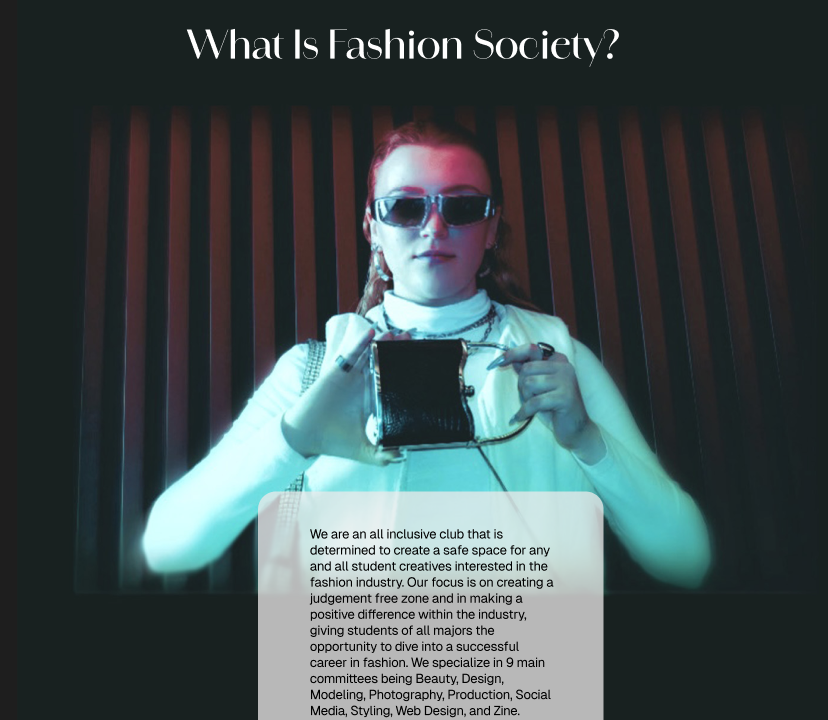 What Is Fashion Society?
We are an all inclusive club that is
determined to create a safe space for any
and all student creatives interested in the
fashion industry. Our focus is on creating a
judgement free zone and in making a
positive difference within the industry,
giving students of all majors the
opportunity to dive into a successful
career in fashion. We specialize in 9 main
committees being Beauty, Design,
Modeling, Photography, Production, Social
Media, Styling, Web Design, and Zine.